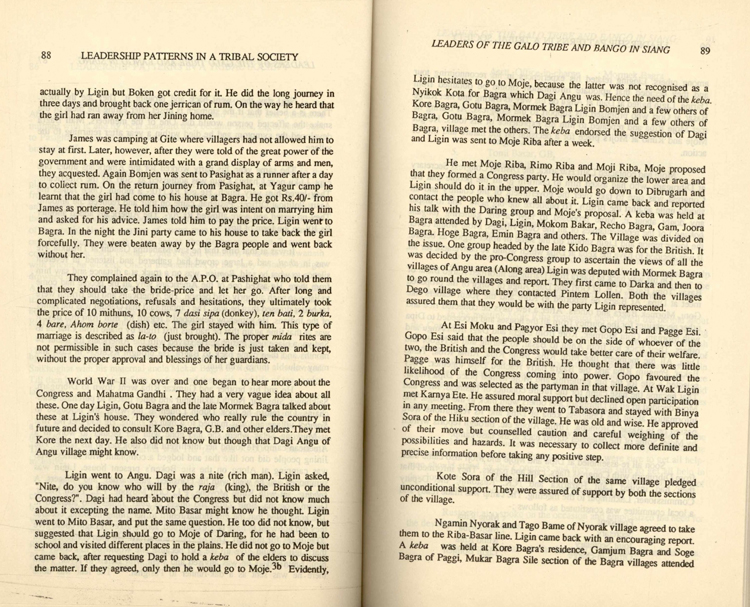 88 LEADERSHIP PATTERNS IN A TRIBAL SOCIETY
actually by Ligin but Boken got credit for it. He did the long journey in
three days and brought back one jerrican of rum. On the way he heard that
the girl had ran away from her Jining home.
James was camping at Gite where villagers had not allowed him to
stay at first. Later, however, after they were told of the great power of the
government and were intimidated with a grand display of arms and men,
they acquested. Again Bomjen was sent to Pasighat as a runner after a day
to collect rum. On the return journey from Pasighat, at Yagur camp he
learnt that the girl had come to his house at Bagra. He got Rs.40/- from
James as porterage. He told him how the girl was intent on marrying him
and asked for his advice. James told him to pay the price. Ligin went to
Bagra. In the night the Jini party came to his house to take back the girl
forcefully. They were beaten away by the Bagra people and went back
without her.
They complained again to the A.P.O. at Pashighat who told them
that they should take the bride-price and let her go. After long and
complicated negotiations, refusals and hesitations, they ultimately took
the price of 10 mithuns, 10 cows, 7 dasi sipa (donkey), ten bati, 2 burka,
4 bare, Ahom borte (dish) etc. The girl stayed with him. This type of
marriage is described as la-to (just brought). The proper mida rites are
not permissible in such cases because the bride is just taken and kept,
without the proper approval and blessings of her guardians.
World War II was over and one began to hear more about the
Congress and Mahatma Gandhi . They had a very vague idea about all
these. One day Ligin, Gotu Bagra and the late Mormek Bagra talked about
these at Ligin's house. They wondered who really rule the country in
future and decided to consult Kore Bagra, G.B. and other elders.They met
Kore the next day. He also did not know but though that Dagi Angu of
Angu village might know.
Ligin went to Angu. Dagi was a nite (rich man). Ligin asked,
"Nite, do you know who will by the raja (king), the British or the
Congress?". Dagi had heard about the Congress but did not know much
about it excepting the name. Mito Basar might know he thought. Ligin
went to Mito Basar, and put the same question. He too did not know, but
suggested that Ligin should go to Moje of Daring, for he had been to
school and visited different places in the plains. He did not go to Moje but
came back, after requesting Dagi to hold a keba of the elders to discuss
the matter. If they agreed, only then he would go to Moje.3b Evidently,
LEADERS OF THE GALO TRIBE AND BANGO IN SIANG 89
Ligin hesitates to go to Moje, because the latter was not recognised as a
Nyikok Kota for Bagra which Dagi Angu was. Hence the need of the keba.
Kore Bagra, Gotu Bagra, Mormek Bagra Ligin Bomjen and a few others of
Bagra, Gotu Bagra, Mormek Bagra Ligin Bomjen and a few others of
Bagra, village met the others. The keba endorsed the suggestion of Dagi
and Ligin was sent to Moje Riba after a week.
He met Moje Riba, Rimo Riba and Moji Riba, Moje proposed
that they formed a Congress party. He would organize the lower area and
Ligin should do it in the upper. Moje would go down to Dibrugarh and
contact the people who knew all about it. Ligin came back and reported
his talk with the Daring group and Moje's proposal. A keba was held at
Bagra attended by Dagi, Ligin, Mokom Bakar, Recho Bagra, Gam, Joora
Bagra. Hoge Bagra, Emin Bagra and others. The Village was divided on
the issue. One group headed by the late Kido Bagra was for the British. It
was decided by the pro-Congress group to ascertain the views of all the
villages of Angu area (Along area) Ligin was deputed with Mormek Bagra
to go round the villages and report. They first came to Darka and then to
Dego village where they contacted Pintem Lollen. Both the villages
assured them that they would be with the party Ligin represented.
At Esi Moku and Pagyor Esi they met Gopo Esi and Pagge Esi.
Gopo Esi said that the people should be on the side of whoever of the
two, the British and the Congress would take better care of their welfare.
Pagge was himself for the British. He thought that there was little
likelihood of the Congress coming into power. Gopo favoured the
Congress and was selected as the partyman in that village. At Wak Ligin
met Karnya Ete. He assured moral support but declined open participation
in any meeting. From there they went to Tabasora and stayed with Binya
Sora of the Hiku section of the village. He was old and wise. He approved
of their move but counselled caution and careful weighing of the
possibilities and hazards. It was necessary to collect more definite and
precise information before taking any positive step.
Kote Sora of the Hill Section of the same village pledged
unconditional support. They were assured of support by both the sections
of the village.
Ngamin Nyorak and Tago Bame of Nyorak village agreed to take
them to the Riba-Basar line. Ligin came back with an encouraging report.
A keba was held at Kore Bagra's residence, Gamjum Bagra and Soge
Bagra of Paggi, Mukar Bagra Sile section of the Bagra villages attended